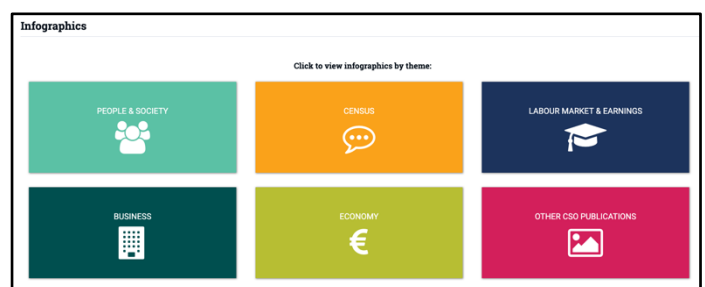 Infographics
Click to view infographics by theme:
PEOPLE & SOCIETY
CENSUS
LABOUR MARKET & EARNINGS
BUSINESS
ECONOMY
€
OTHER CSO PUBLICATIONS